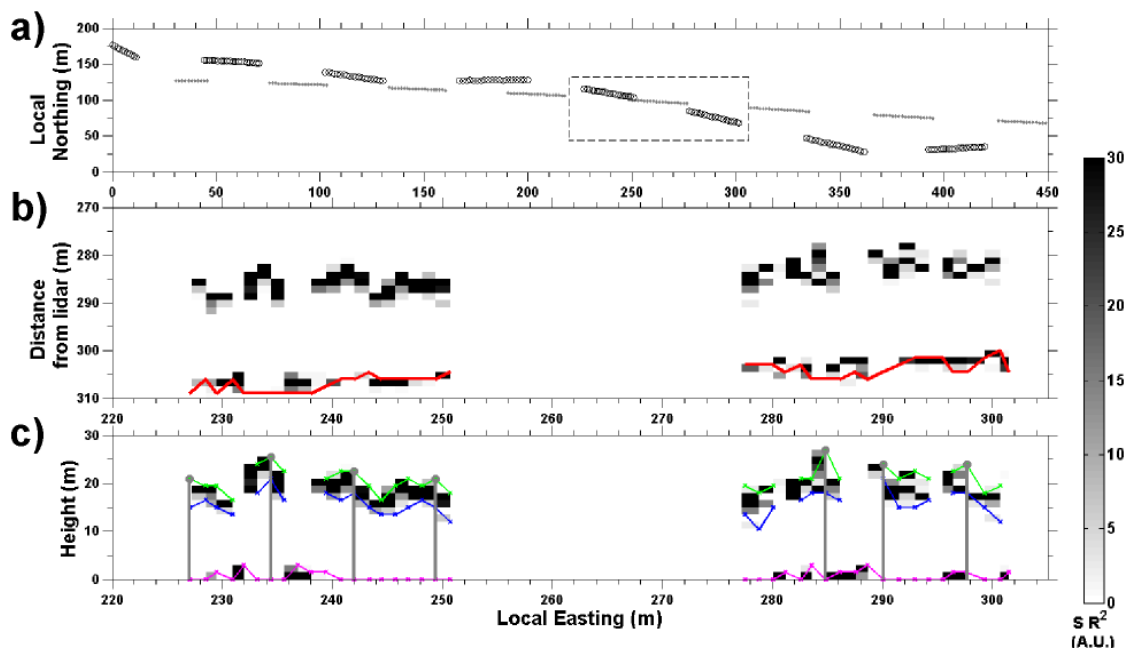 a)
200
150
100
50
0
Local
Northing (m)
0 50 100 150 200 250 300 350 400 450
b)
270
280
290
300
310
Distance
from lidar (m)
220 230 240 250 260 270 280 290 300
c)
30
20
10
0
Height (m)
220 230 240 250 260 270 280 290 300
Local Easting (m)
30
25
20
15
10
5
0
S R²
(A.U.)